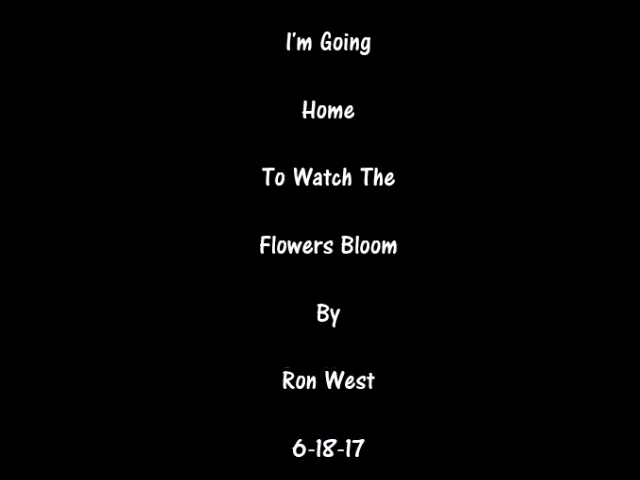 I'm Going
Home
To Watch The
Flowers Bloom
By
Ron West
6-18-17